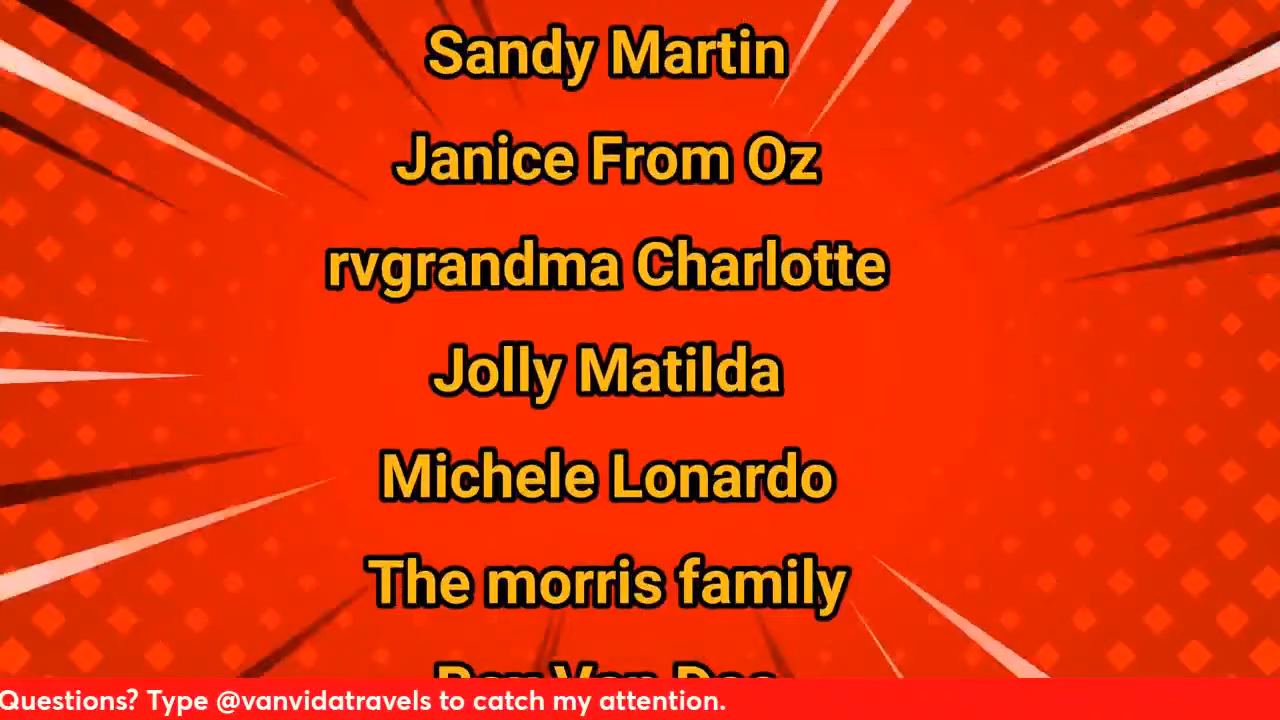 Sandy Martin
Janice From Oz
rvgrandma Charlotte
Jolly Matilda
Michele Lonardo
The morris family
Questions? Type @vanvidatravels to catch my attention.